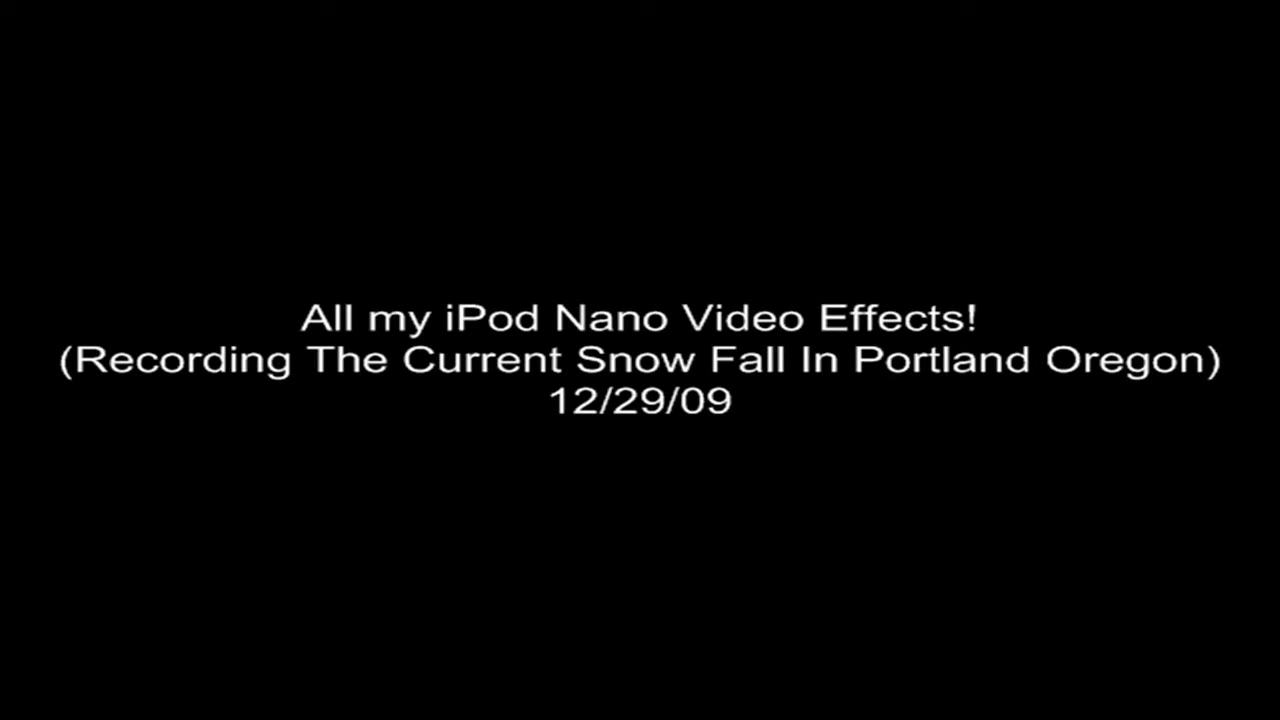 All my iPod Nano Video Effects!
(Recording The Current Snow Fall In Portland Oregon)
12/29/09